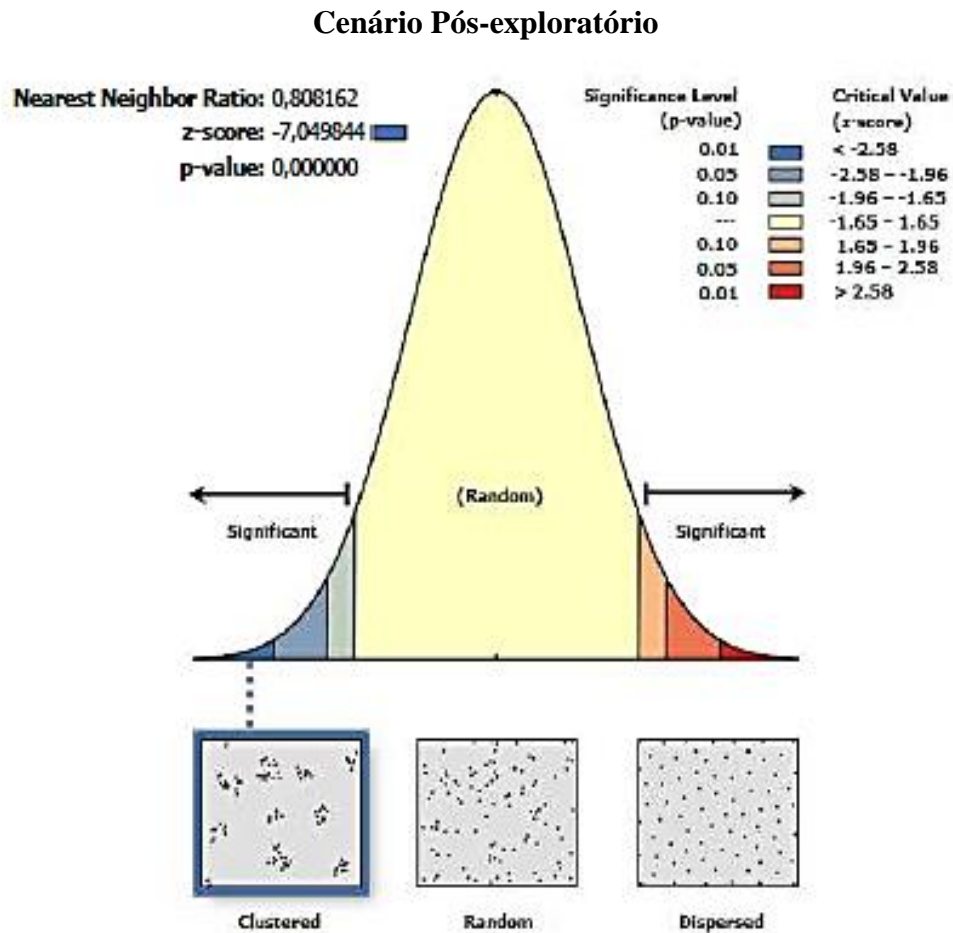 Cenário Pós-exploratório
Nearest Neighbor Ratio: 0,808162
z-score: -7,049844
p-value: 0,000000
Significance Level
(p-value)
Critical Value
(z-score)
0.01 < -2.58
0.05 -2.58 - -1.96
0.10 -1.96 - -1.65
--- -1.65 - 1.65
0.10 1.65 - 1.96
0.05 1.96 - 2.58
0.01 > 2.58
(Random)
Significant
Significant
Clustered
Random
Dispersed